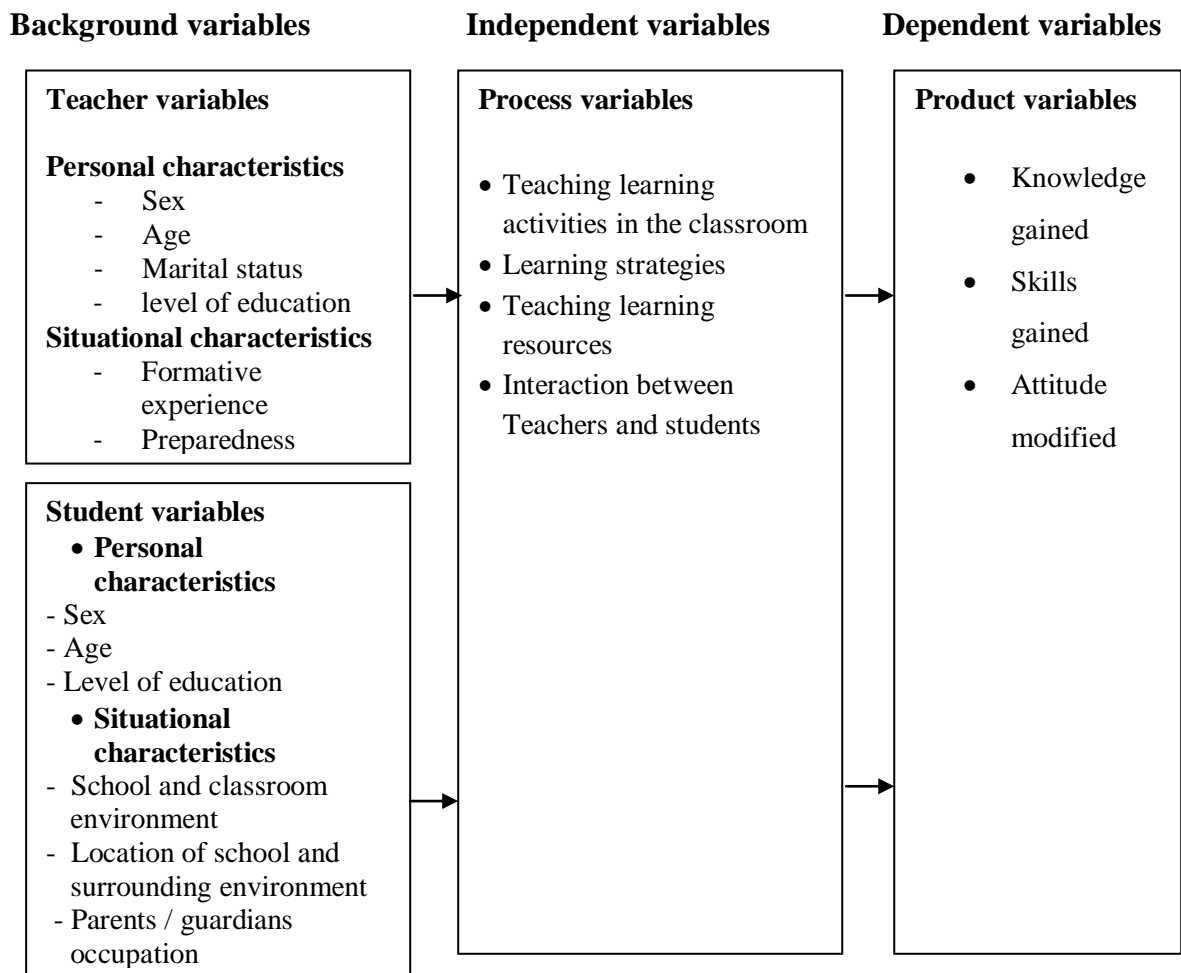 Background variables
Independent variables
Dependent variables
Teacher variables
Personal characteristics
- Sex
- Age
- Marital status
- level of education
Situational characteristics
- Formative
experience
- Preparedness
Student variables
• Personal
characteristics
- Sex
- Age
- Level of education
• Situational
characteristics
- School and classroom
environment
- Location of school and
surrounding environment
- Parents / guardians
occupation
Process variables
• Teaching learning
activities in the classroom
• Learning strategies
• Teaching learning
resources
• Interaction between
Teachers and students
Product variables
• Knowledge
gained
• Skills
gained
• Attitude
modified